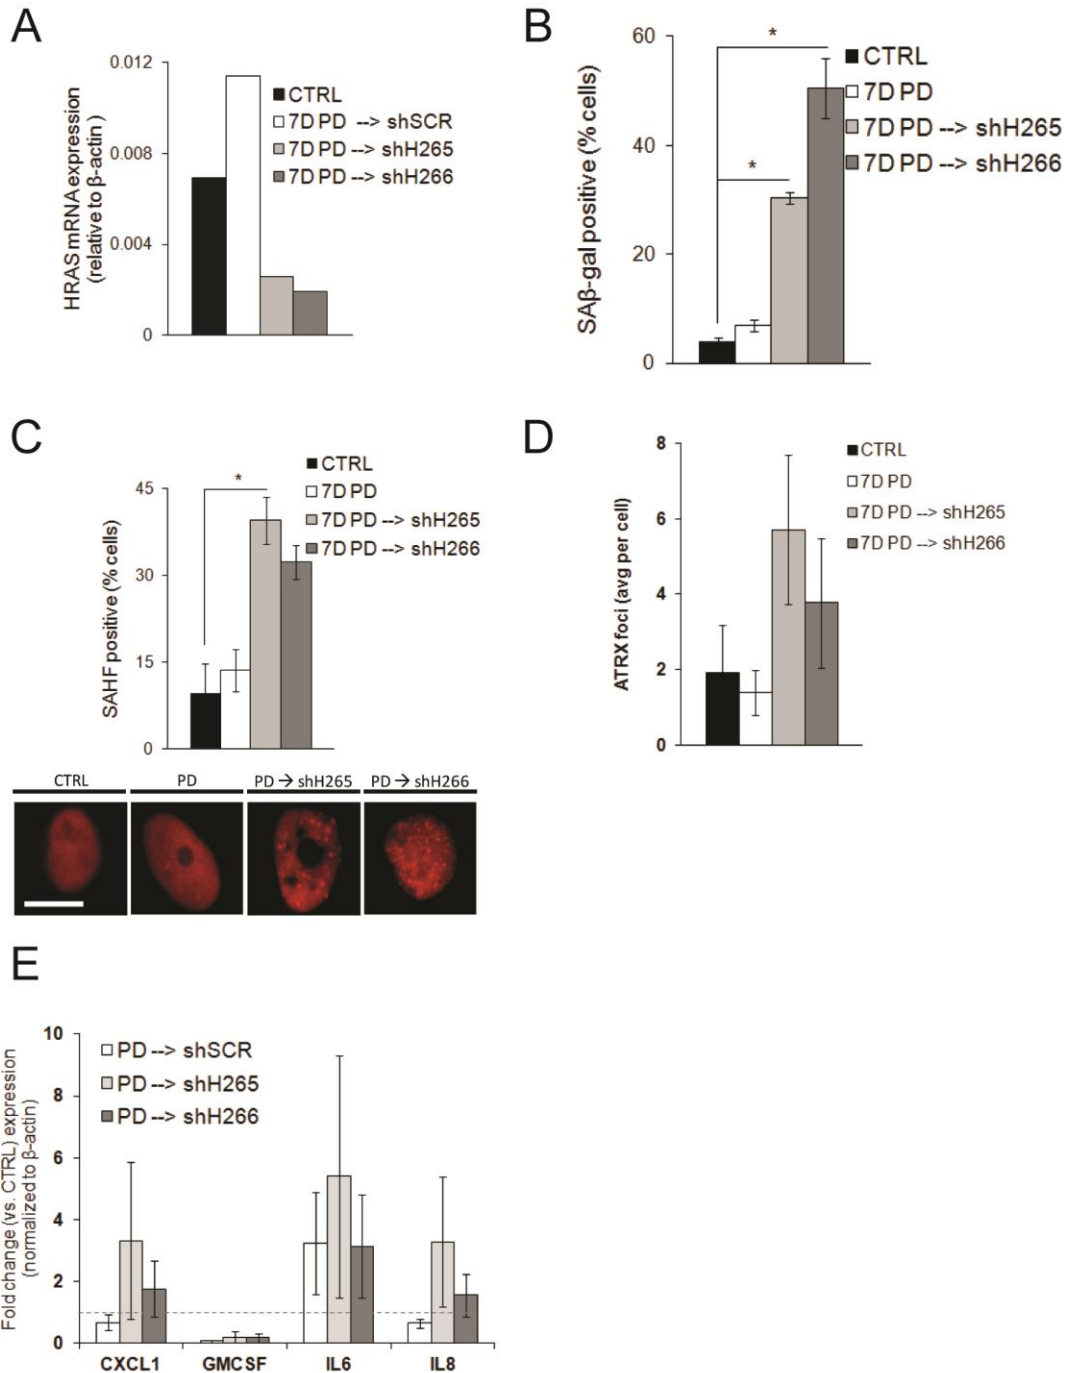 A
HRAS mRNA expression
(relative to β-actin )
0.012
0.008
0.004
0
CTRL
7D PD --> shSCR
7D PD --> shH265
7D PD --> shH266
B
SAβ-gal positive (% cells)
60
40
20
0
*
*
CTRL
7D PD
7D PD --> shH265
7D PD --> shH266
C
SAHF positive (% cells)
45
30
15
0
*
CTRL
7D PD
7D PD --> shH265
7D PD --> shH266
CTRL
PD
PD → shH265
PD → shH266
D
ATRX foci (avg per cell)
8
6
4
2
0
CTRL
7D PD
7D PD --> shH265
7D PD --> shH266
E
Fold change (vs. CTRL) expression
(normalized to β-actin)
10
8
6
4
2
0
PD --> shSCR
PD --> shH265
PD --> shH266
CXCL1
GMCSF
IL6
IL8